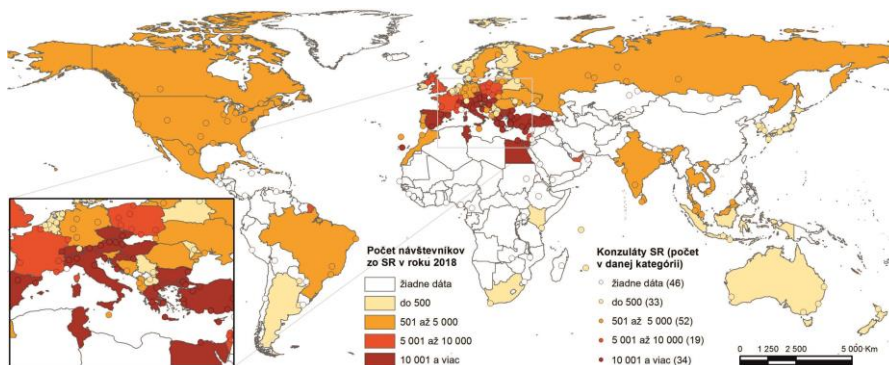 Počet návštevníkov
zo SR v roku 2018
žiadne dáta
do 500
501 až 5 000
5 001 až 10 000
10 001 a viac
Konzuláty SR (počet
v danej kategórii)
žiadne dáta (46)
do 500 (33)
501 až 5 000 (52)
5 001 až 10 000 (19)
10 001 a viac (34)
0 1 250 2 500 5 000 Km